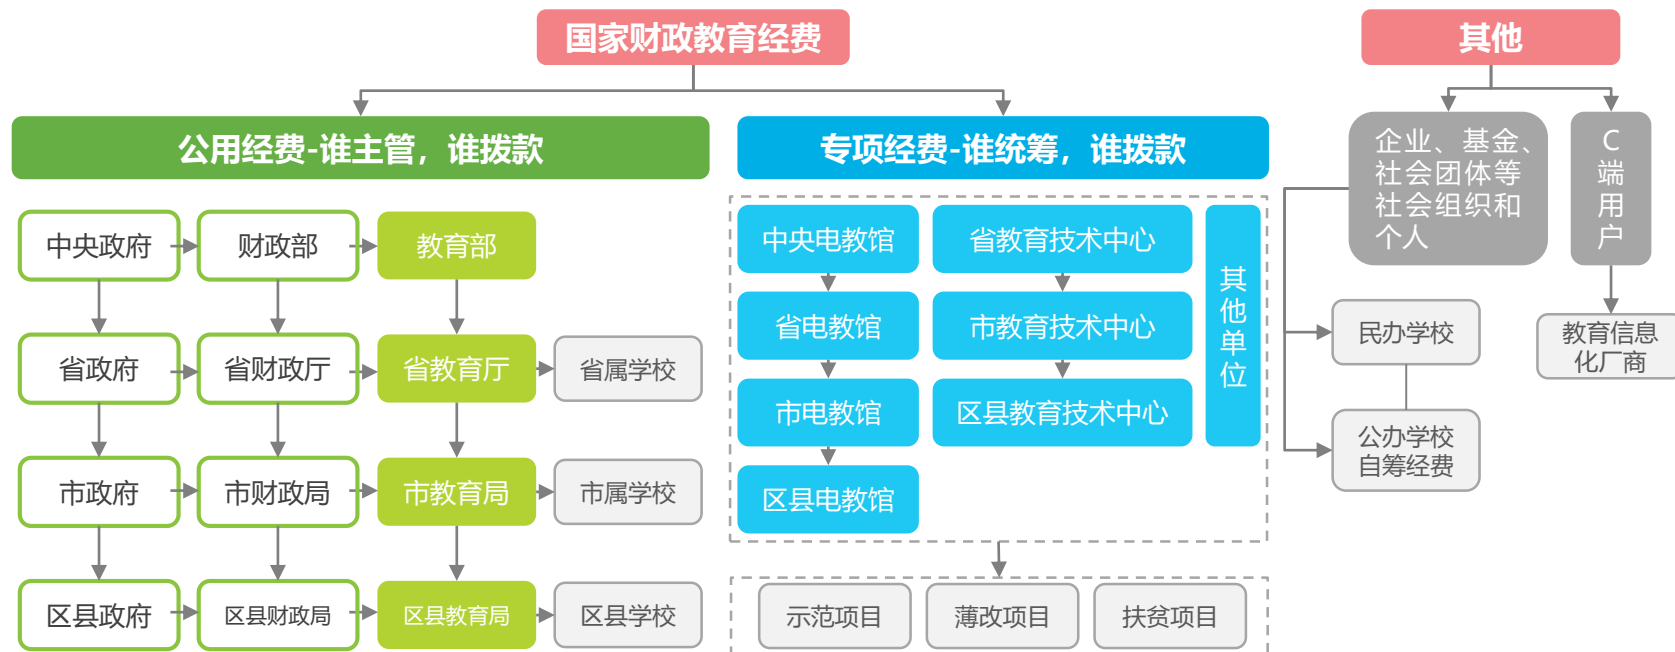 国家财政教育经费
其他
公用经费-谁主管，谁拨款
专项经费-谁统筹，谁拨款
企业、基金、
社会团体等
社会组织和
个人
C
端
用
户
中央政府
财政部
教育部
省政府
省财政厅
省教育厅
省属学校
市政府
市财政局
市教育局
市属学校
区县政府
区县财政局
区县教育局
区县学校
中央电教馆
省电教馆
市电教馆
区县电教馆
省教育技术中心
市教育技术中心
区县教育技术中心
其
他
单
位
示范项目
薄改项目
扶贫项目
民办学校
公办学校
自筹经费
教育信息
化厂商